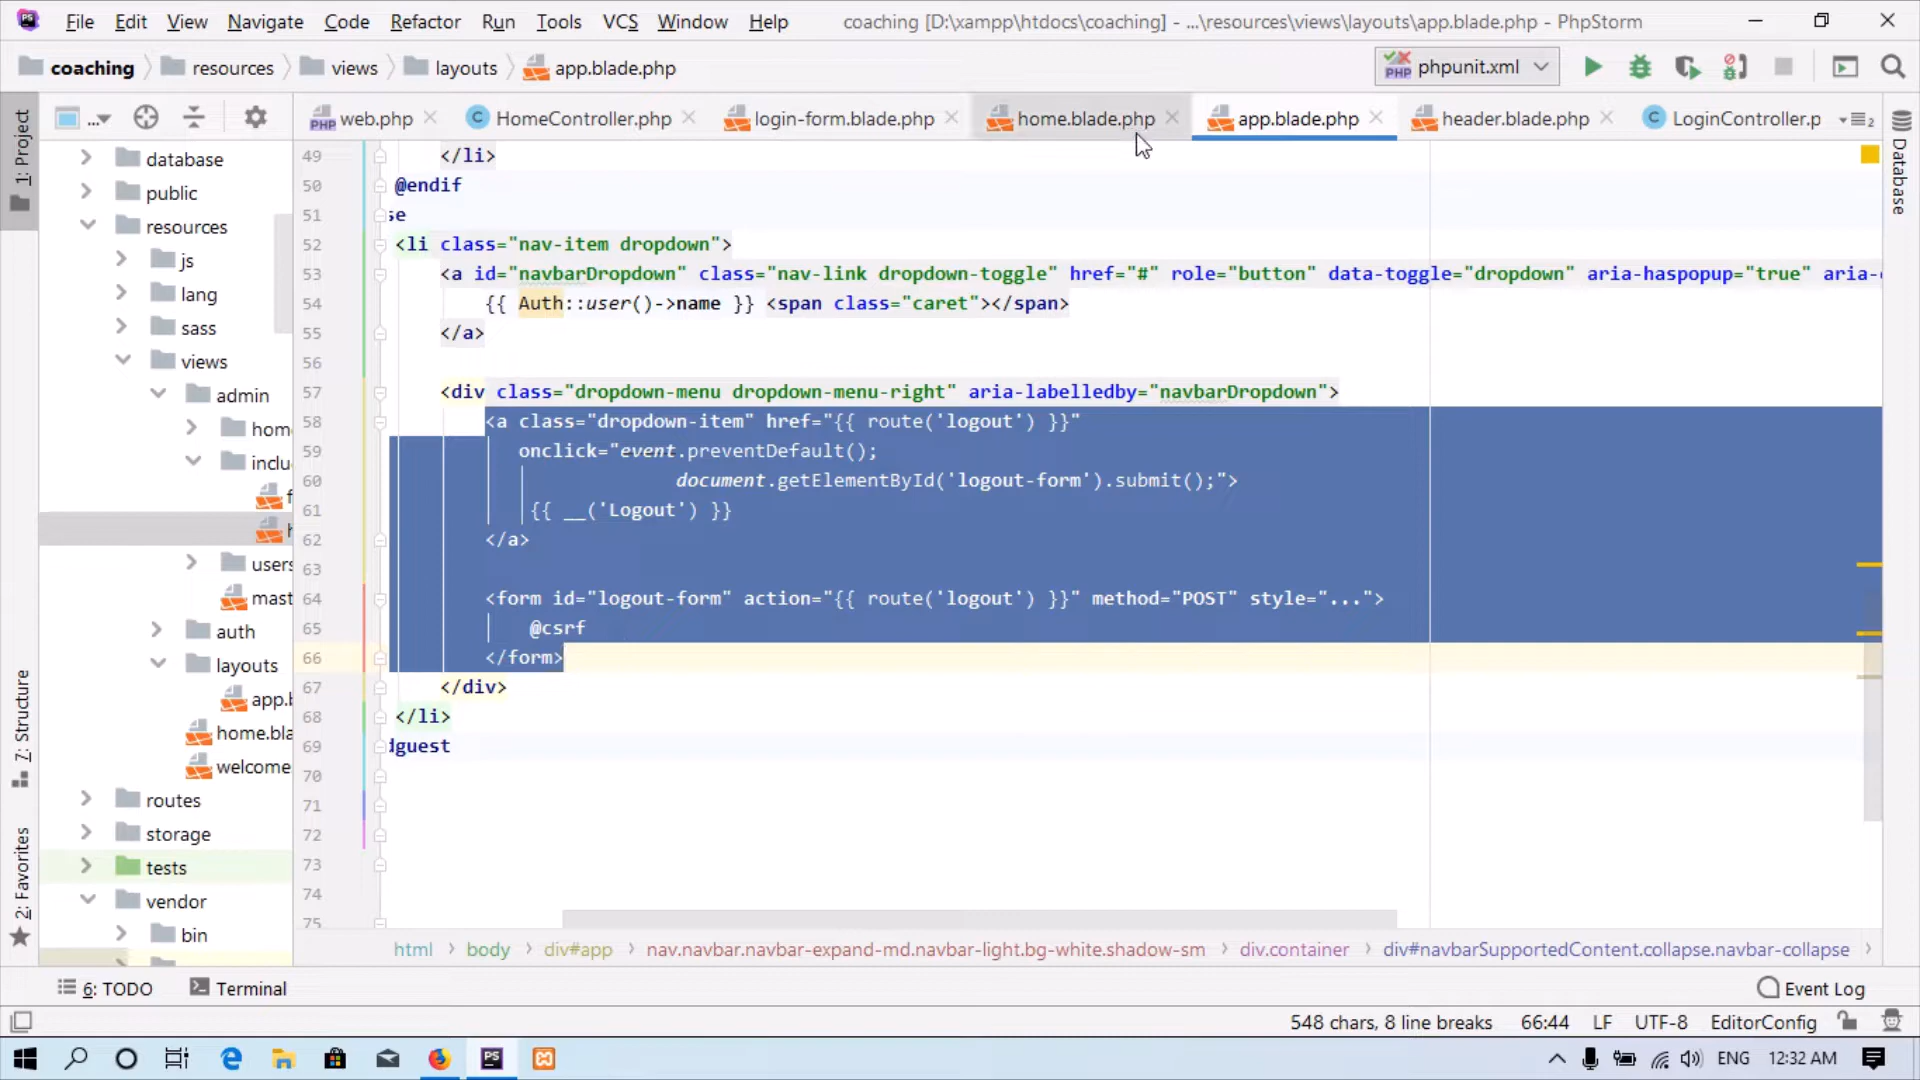 File Edit View Navigate Code Refactor Run Tools VCS Window Help coaching [D:\xampp\htdocs\coaching] - ...\resources\views\layouts\app.blade.php - PhpStorm
coaching resources views layouts app.blade.php PHP phpunit.xml
1: Project
web.php HomeController.php login-form.blade.php home.blade.php app.blade.php header.blade.php LoginController.p
Database
database
public
resources
js
lang
sass
views
admin
hom
inclu
f
h
users
mast
auth
layouts
app.b
home.bla
welcome
routes
storage
tests
vendor
bin
7: Structure
2: Favorites
49 </li>
50 @endif
51 se
52 <li class="nav-item dropdown">
53 <a id="navbarDropdown" class="nav-link dropdown-toggle" href="#" role="button" data-toggle="dropdown" aria-haspopup="true" aria-
54 {{ Auth::user()->name }} <span class="caret"></span>
55 </a>
56
57 <div class="dropdown-menu dropdown-menu-right" aria-labelledby="navbarDropdown">
58 <a class="dropdown-item" href="{{ route('logout') }}"
59 onclick="event.preventDefault();
60 document.getElementById('logout-form').submit();">
61 {{ __('Logout') }}
62 </a>
63
64 <form id="logout-form" action="{{ route('logout') }}" method="POST" style="...">
65 @csrf
66 </form>
67 </div>
68 </li>
69 dguest
70
71
72
73
74
75
html body div#app nav.navbar.navbar-expand-md.navbar-light.bg-white.shadow-sm div.container div#navbarSupportedContent.collapse.navbar-collapse
6: TODO Terminal Event Log
548 chars, 8 line breaks 66:44 LF UTF-8 EditorConfig
PS ENG 12:32 AM